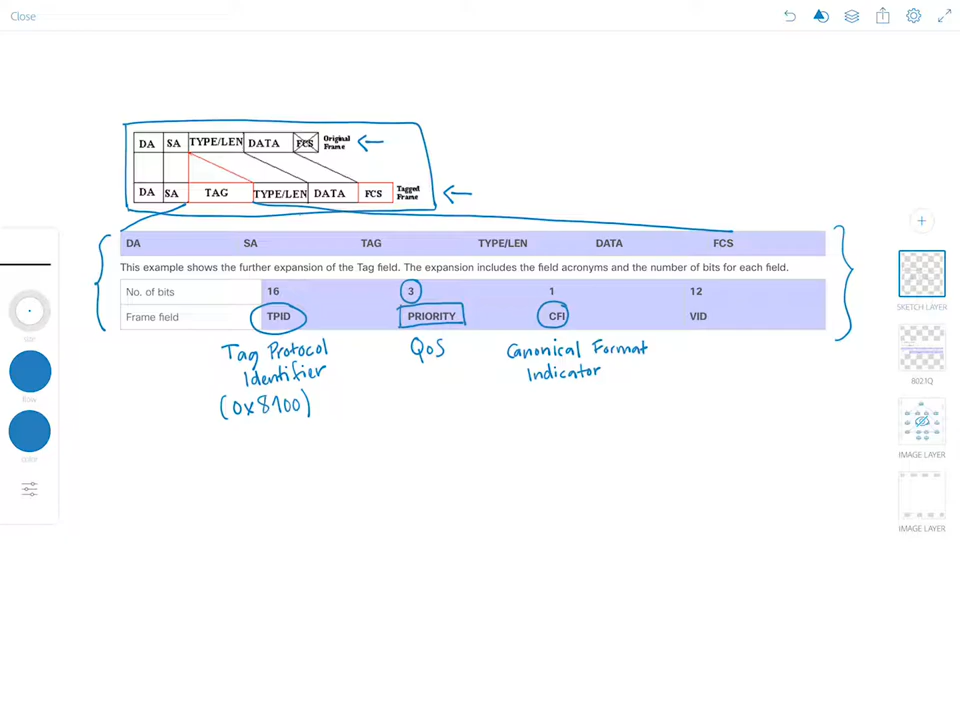 Close
DA SA TYPE/LEN DATA FCS Original Frame
DA SA TAG TYPE/LEN DATA FCS Tagged Frame
DA SA TAG TYPE/LEN DATA FCS
This example shows the further expansion of the Tag field. The expansion includes the field acronyms and the number of bits for each field.
No. of bits 16 3 1 12
Frame field TPID PRIORITY CFI VID
Tag Protocol Identifier
(0x8100)
QoS
Canonical Format Indicator
size
flow
color
SKETCH LAYER
8021Q
IMAGE LAYER
IMAGE LAYER